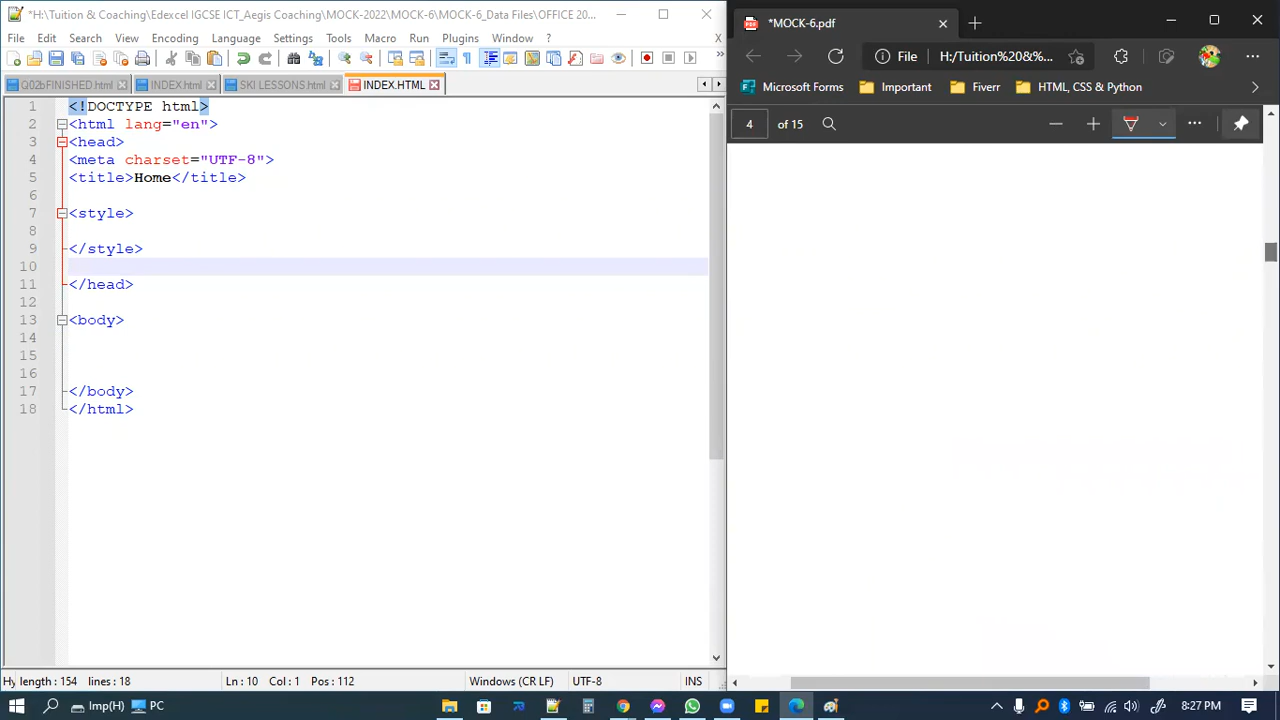 *H:\Tuition & Coaching\Edexcel IGCSE ICT_Aegis Coaching\MOCK-2022\MOCK-6\MOCK-6_Data Files\OFFICE 20...
File Edit Search View Encoding Language Settings Tools Macro Run Plugins Window ?
Q02bFINISHED.html INDEX.html SKI LESSONS.html INDEX.HTML
1 <!DOCTYPE html>
2 <html lang="en">
3 <head>
4 <meta charset="UTF-8">
5 <title>Home</title>
6
7 <style>
8
9 </style>
10
11 </head>
12
13 <body>
14
15
16
17 </body>
18 </html>
Hy length: 154 lines: 18 Ln: 10 Col: 1 Pos: 112 Windows (CR LF) UTF-8 INS
*MOCK-6.pdf
File H:/Tuition%20&%...
Microsoft Forms Important Fiverr HTML, CSS & Python
4 of 15
Imp(H) PC 8:27 PM